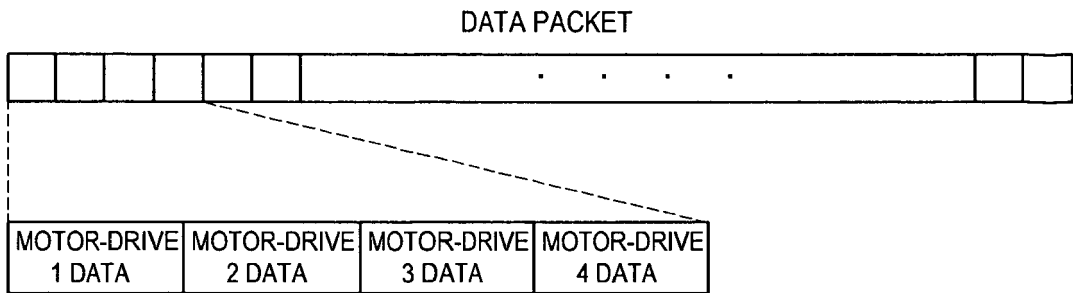 DATA PACKET
. . . .
MOTOR-DRIVE 1 DATA
MOTOR-DRIVE 2 DATA
MOTOR-DRIVE 3 DATA
MOTOR-DRIVE 4 DATA